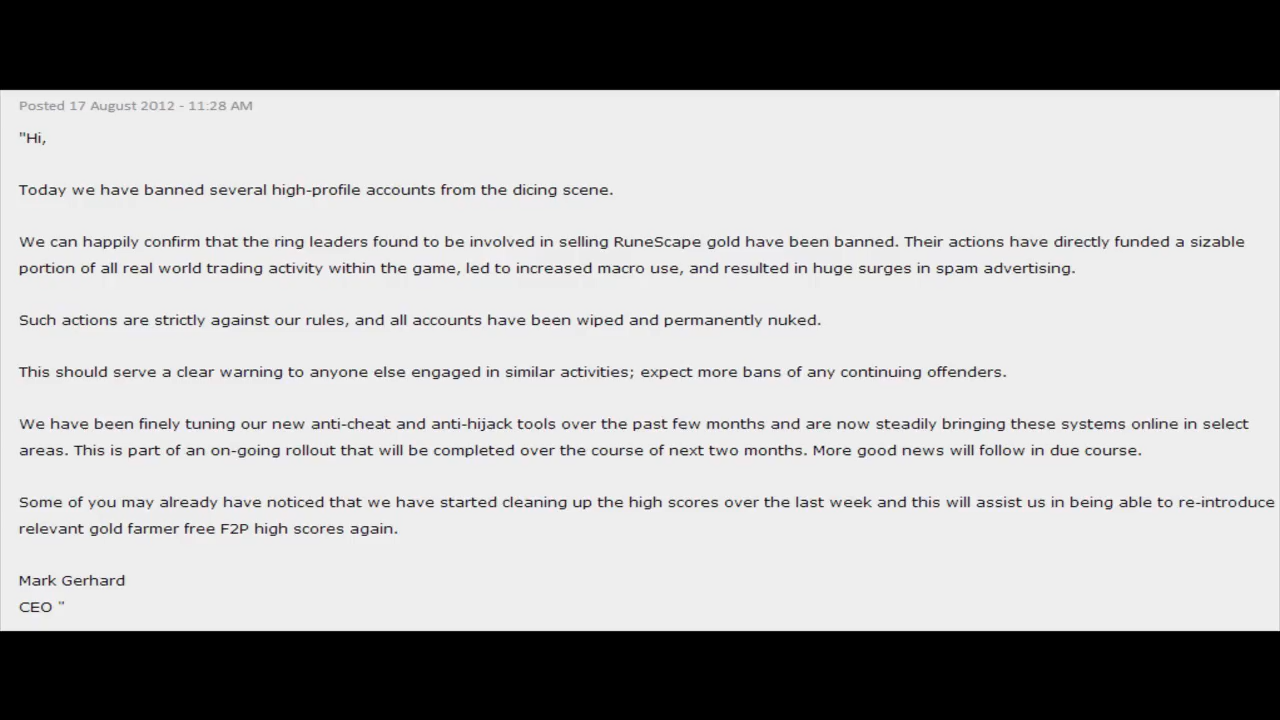 Posted 17 August 2012 - 11:28 AM
"Hi,
Today we have banned several high-profile accounts from the dicing scene.
We can happily confirm that the ring leaders found to be involved in selling RuneScape gold have been banned. Their actions have directly funded a sizable
portion of all real world trading activity within the game, led to increased macro use, and resulted in huge surges in spam advertising.
Such actions are strictly against our rules, and all accounts have been wiped and permanently nuked.
This should serve a clear warning to anyone else engaged in similar activities; expect more bans of any continuing offenders.
We have been finely tuning our new anti-cheat and anti-hijack tools over the past few months and are now steadily bringing these systems online in select
areas. This is part of an on-going rollout that will be completed over the course of next two months. More good news will follow in due course.
Some of you may already have noticed that we have started cleaning up the high scores over the last week and this will assist us in being able to re-introduce
relevant gold farmer free F2P high scores again.
Mark Gerhard
CEO "